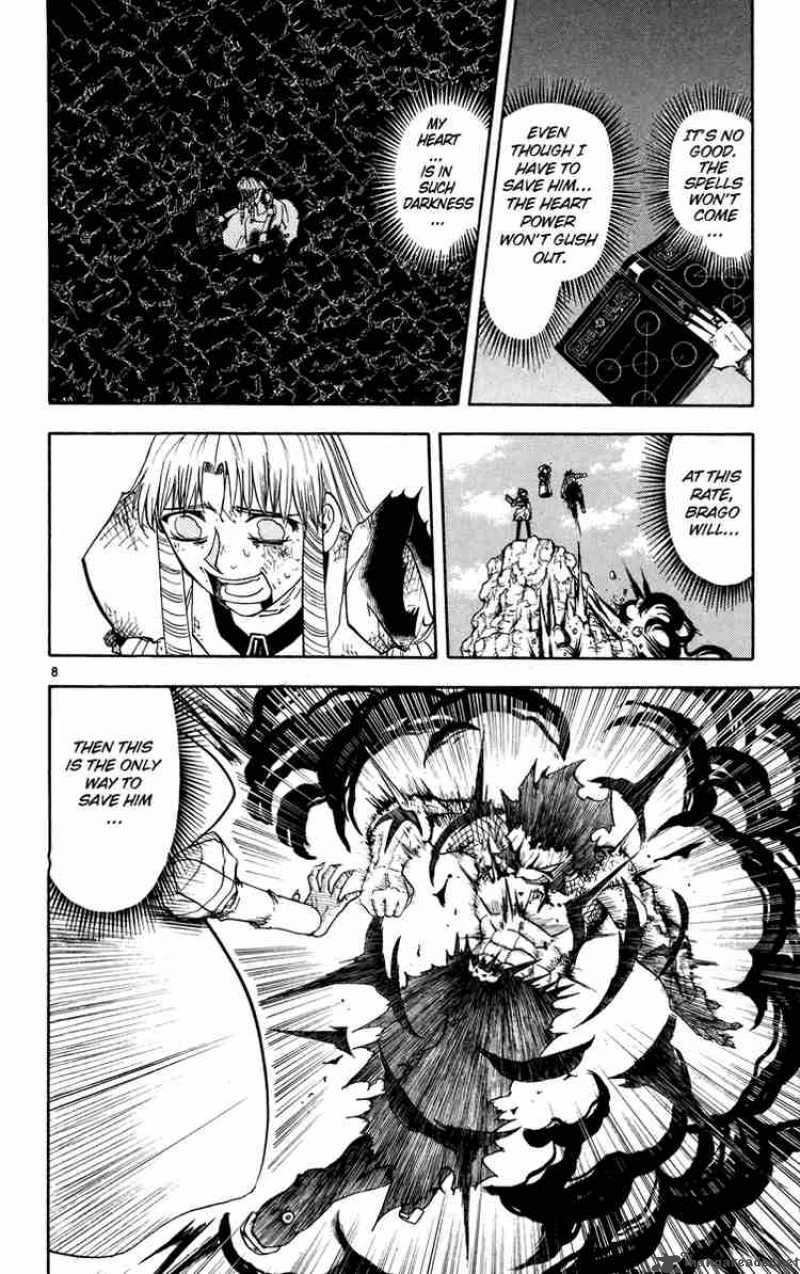 IT'S NO
GOOD.
THE
SPELLS
WON'T
COME
...
EVEN
THOUGH I
HAVE TO
SAVE HIM...
THE HEART
POWER
WON'T GUSH
OUT.
MY
HEART
...
IS IN
SUCH
DARKNESS
...
AT THIS
RATE,
BRAGO
WILL...
8
THEN THIS
IS THE ONLY
WAY TO
SAVE HIM
...
mangareader.net